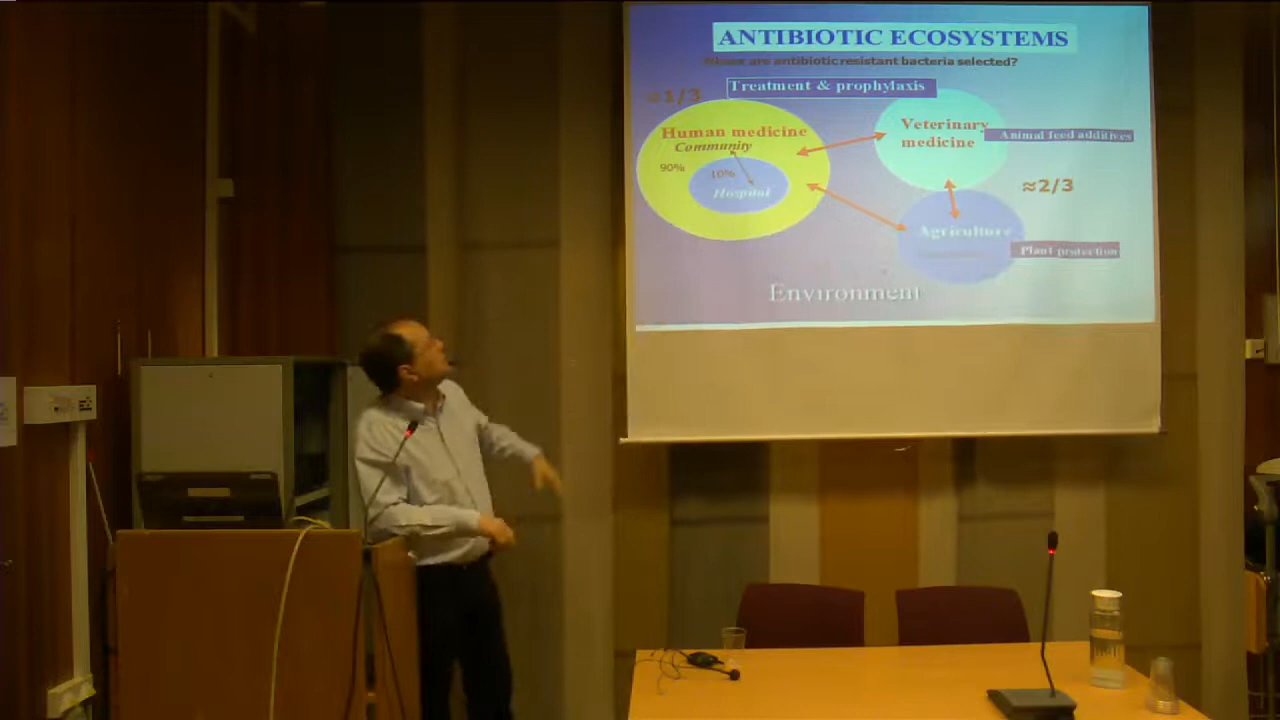 ANTIBIOTIC ECOSYSTEMS
Where are antibiotic resistant bacteria selected?
Treatment & prophylaxis
≈1/3
Human medicine
Community
90%
10%
Hospital
Veterinary
medicine
Animal feed additives
≈2/3
Agriculture
Plant protection
Environment